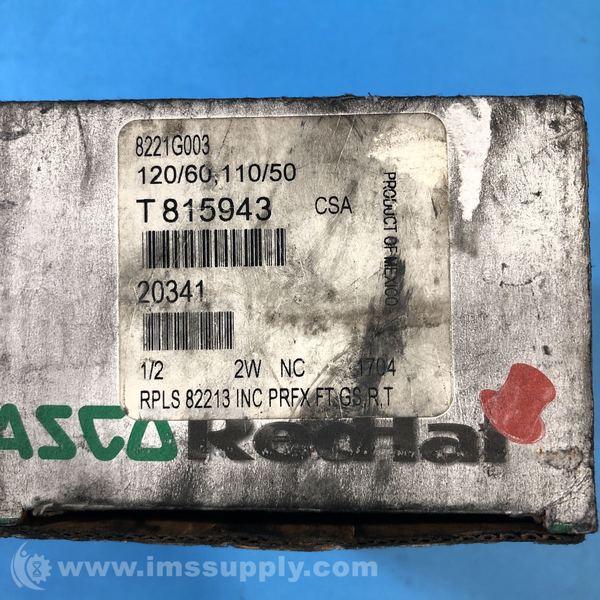 8221G003
120/60,110/50
T 815943 CSA
PRODUCT OF MEXICO
20341
1/2 2W NC 1704
RPLS 82213 INC PRFX FT,GS,R,T
ASCO RedHat
www.imssupply.com